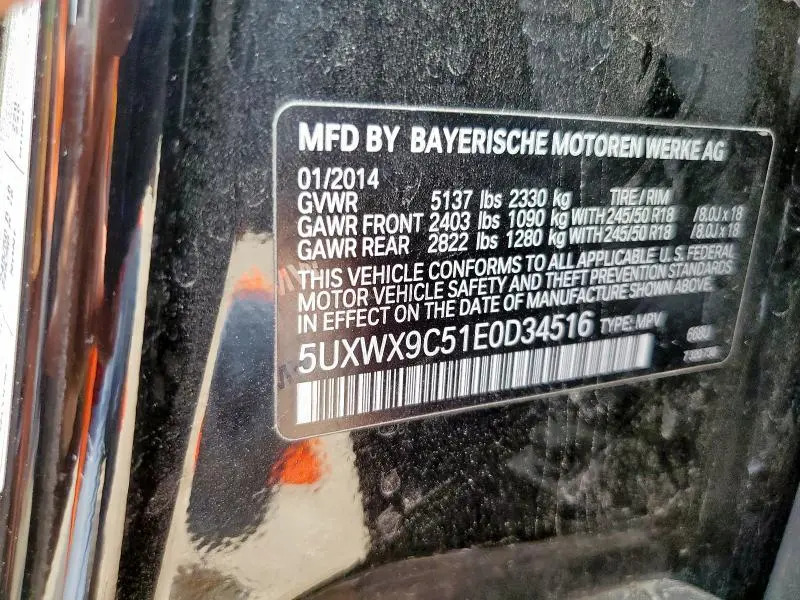 MFD BY BAYERISCHE MOTOREN WERKE AG
01/2014
GVWR 5137 lbs 2330 kg TIRE / RIM
GAWR FRONT 2403 lbs 1090 kg WITH 245/50 R18 /8.0J x 18
GAWR REAR 2822 lbs 1280 kg WITH 245/50 R18 /8.0J x 18
THIS VEHICLE CONFORMS TO ALL APPLICABLE U.S. FEDERAL
MOTOR VEHICLE SAFETY AND THEFT PREVENTION STANDARDS
IN EFFECT ON THE DATE OF MANUFACTURE SHOWN ABOVE.
5UXWX9C51E0D34516 TYPE: MPV